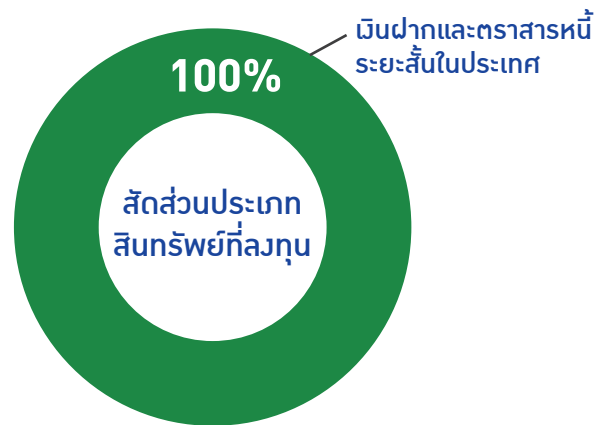 เงินฝากและตราสารหนี้
ระยะสั้นในประเทศ
100%
สัดส่วนประเภท
สินทรัพย์ที่ลงทุน